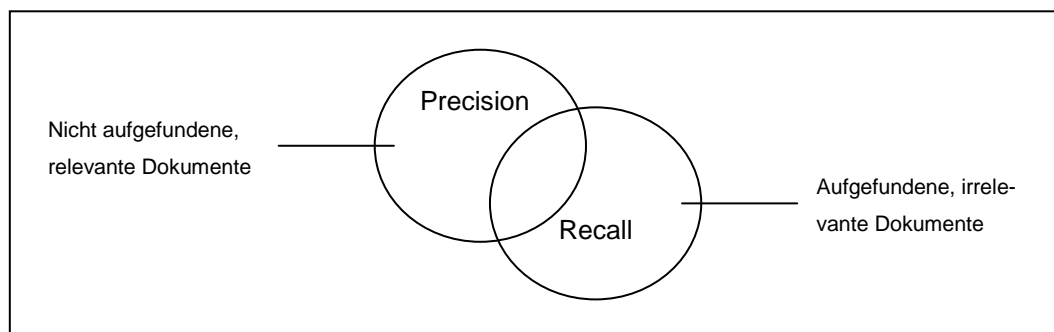 Precision
Nicht aufgefundene,
relevante Dokumente
Aufgefundene, irrele-
vante Dokumente
Recall